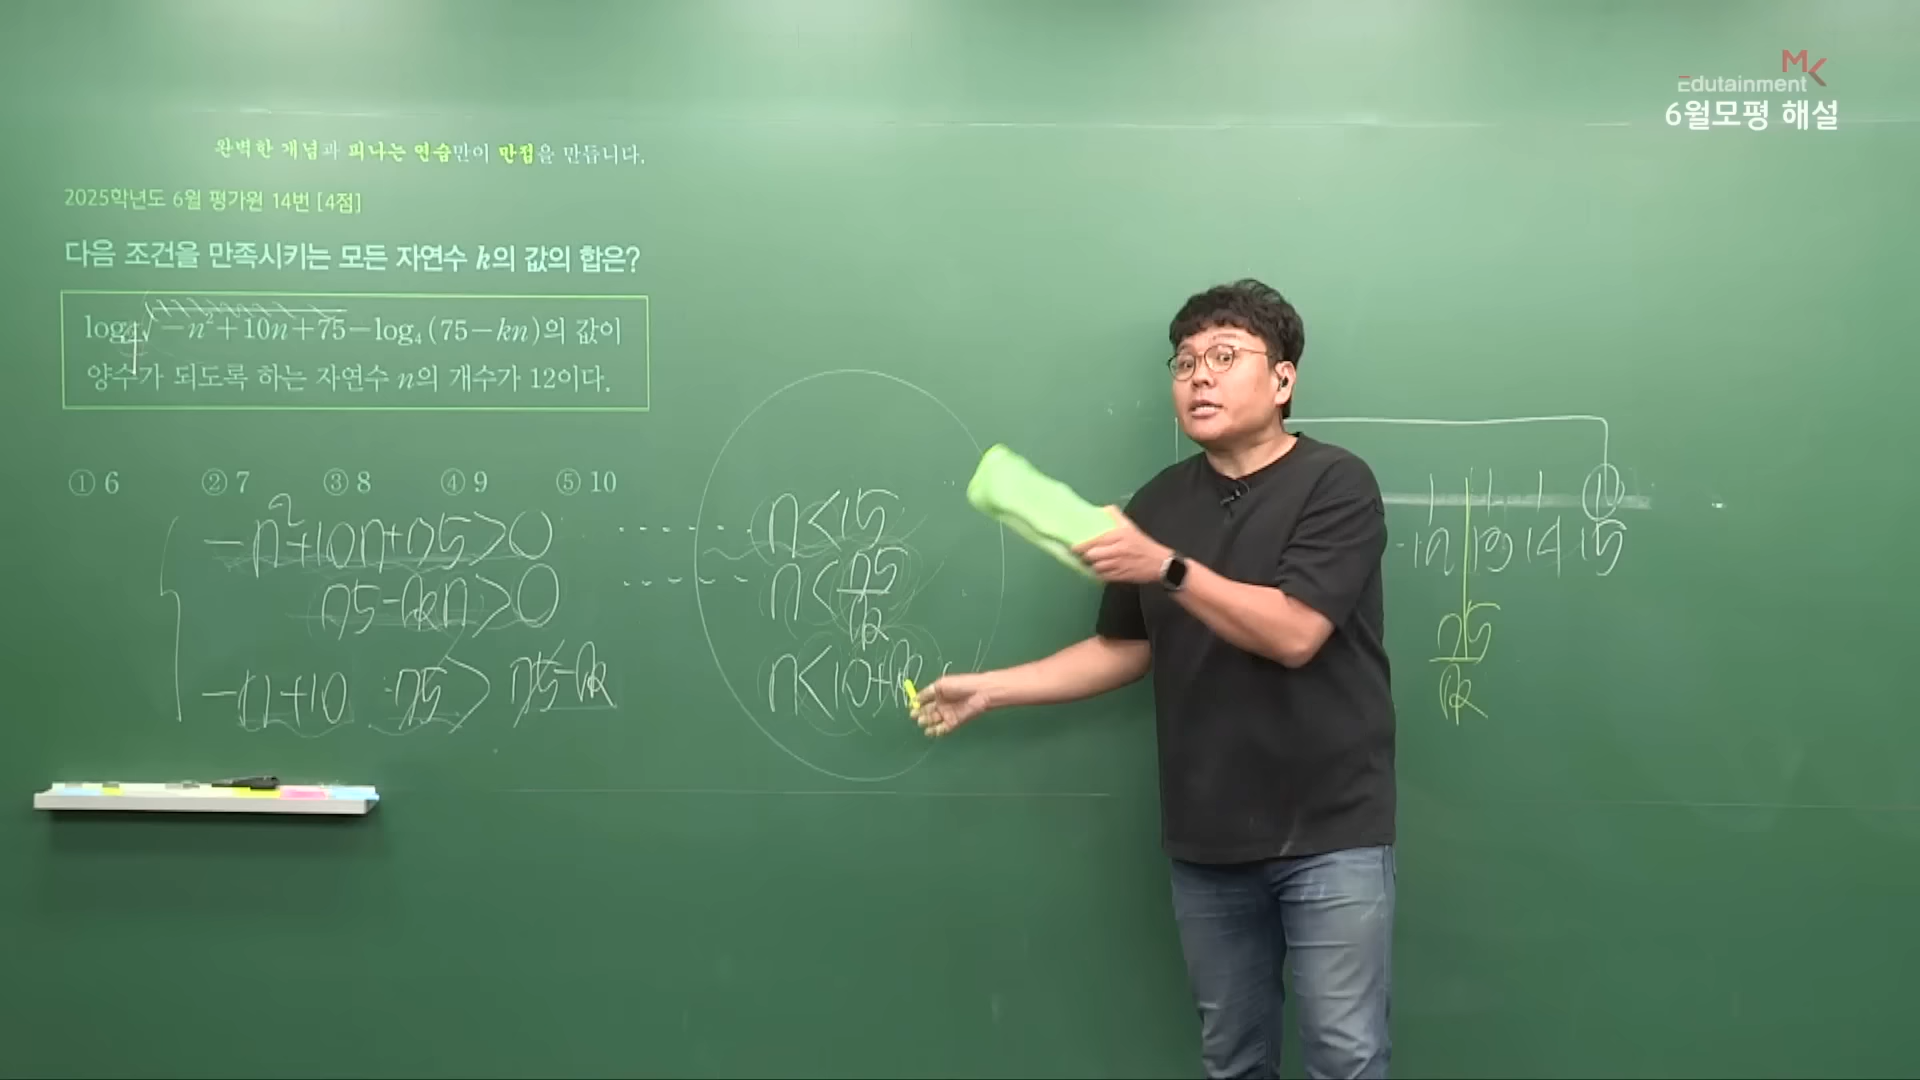 MK
Edutainment
6월모평 해설
완벽한 개념과 피나는 연습만이 만점을 만듭니다.
2025학년도 6월 평가원 14번 [4점]
다음 조건을 만족시키는 모든 자연수 k의 값의 합은?
log₄√−n²+10n+75−log₄(75−kn)의 값이
양수가 되도록 하는 자연수 n의 개수가 12이다.
① 6 ② 7 ③ 8 ④ 9 ⑤ 10
−n²+10n+75>0 ...... n<15
75−kn>0 ...... n<75/k
−n+10 75> 75−k n<10+k
12 13 14 15
75/k